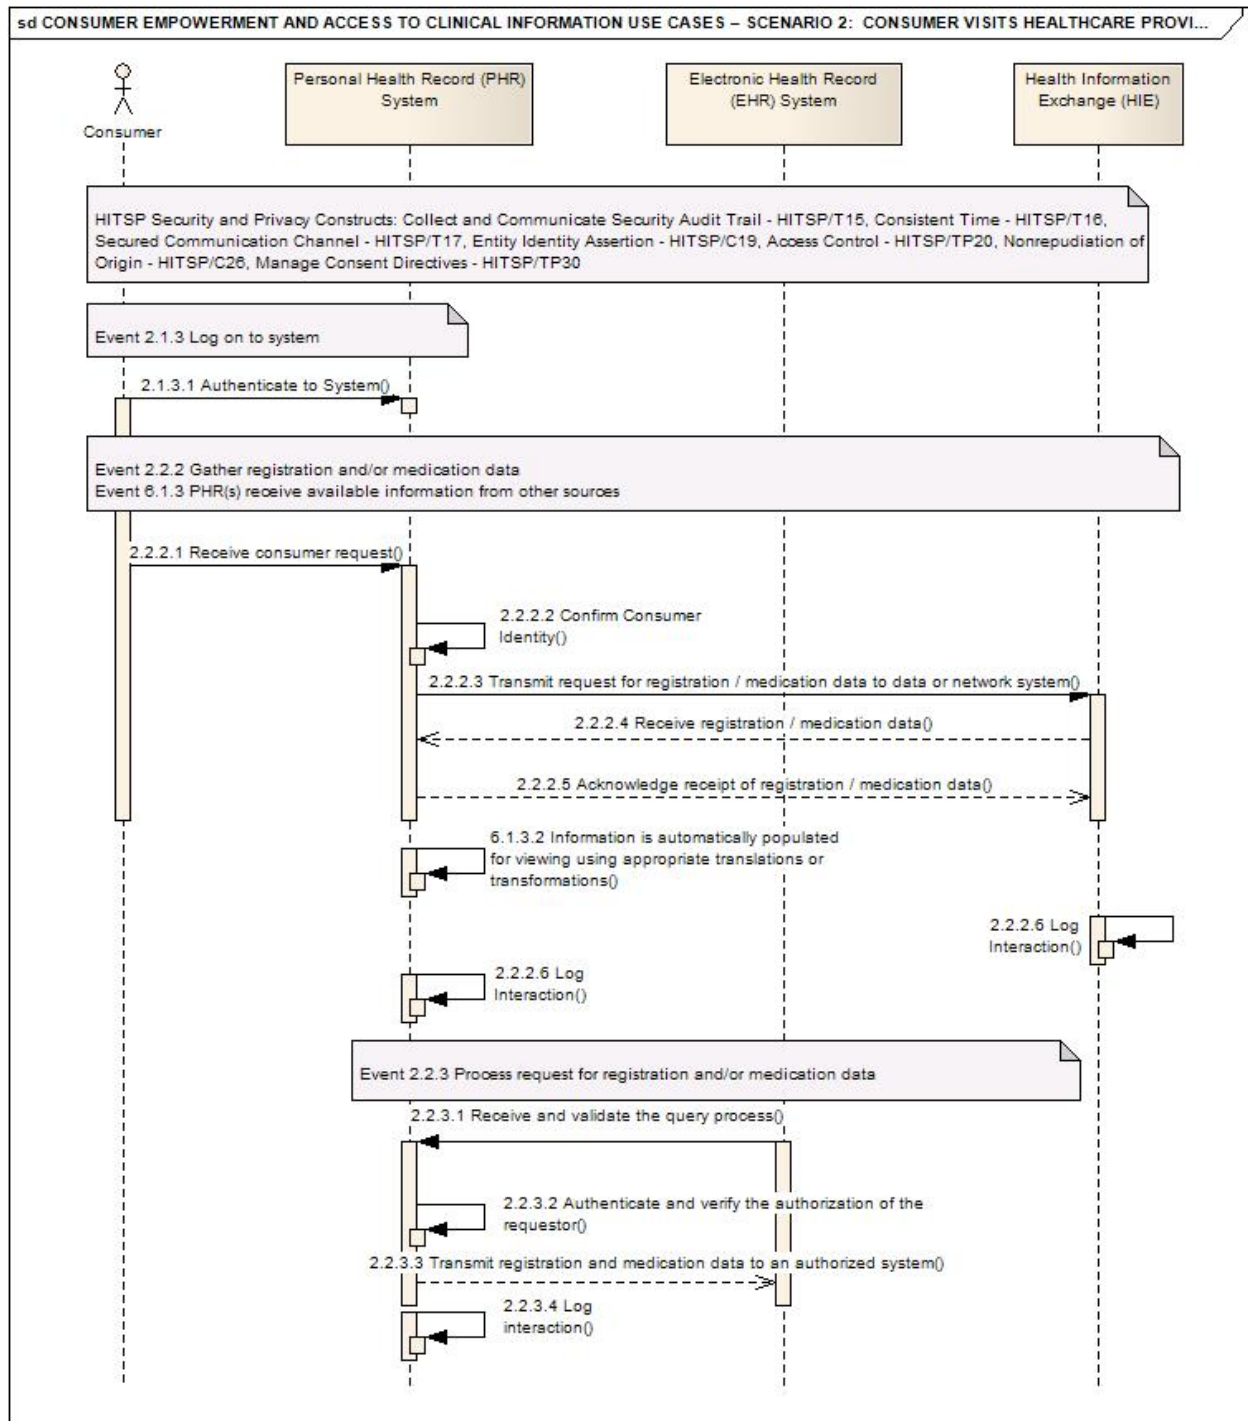 sd CONSUMER EMPOWERMENT AND ACCESS TO CLINICAL INFORMATION USE CASES – SCENARIO 2:  CONSUMER VISITS HEALTHCARE PROVI...
Consumer
Personal Health Record (PHR)
System
Electronic Health Record
(EHR) System
Health Information
Exchange (HIE)
HITSP Security and Privacy Constructs: Collect and Communicate Security Audit Trail - HITSP/T15, Consistent Time - HITSP/T16,
Secured Communication Channel - HITSP/T17, Entity Identity Assertion - HITSP/C19, Access Control - HITSP/TP20, Nonrepudiation of
Origin - HITSP/C26, Manage Consent Directives - HITSP/TP30
Event 2.1.3 Log on to system
2.1.3.1 Authenticate to System()
Event 2.2.2 Gather registration and/or medication data
Event 6.1.3 PHR(s) receive available information from other sources
2.2.2.1 Receive consumer request()
2.2.2.2 Confirm Consumer
Identity()
2.2.2.3 Transmit request for registration / medication data to data or network system()
2.2.2.4 Receive registration / medication data()
2.2.2.5 Acknowledge receipt of registration / medication data()
6.1.3.2 Information is automatically populated
for viewing using appropriate translations or
transformations()
2.2.2.6 Log
Interaction()
2.2.2.6 Log
Interaction()
Event 2.2.3 Process request for registration and/or medication data
2.2.3.1 Receive and validate the query process()
2.2.3.2 Authenticate and verify the authorization of the
requestor()
2.2.3.3 Transmit registration and medication data to an authorized system()
2.2.3.4 Log
interaction()